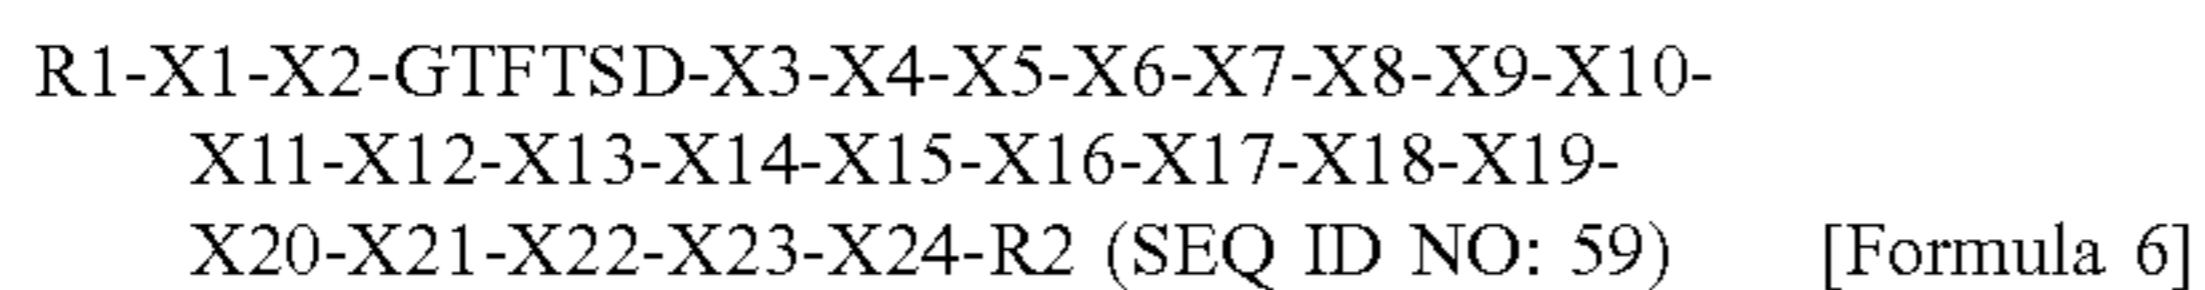 R1-X1-X2-GTFTSD-X3-X4-X5-X6-X7-X8-X9-X10-
X11-X12-X13-X14-X15-X16-X17-X18-X19-
X20-X21-X22-X23-X24-R2 (SEQ ID NO: 59) [Formula 6]